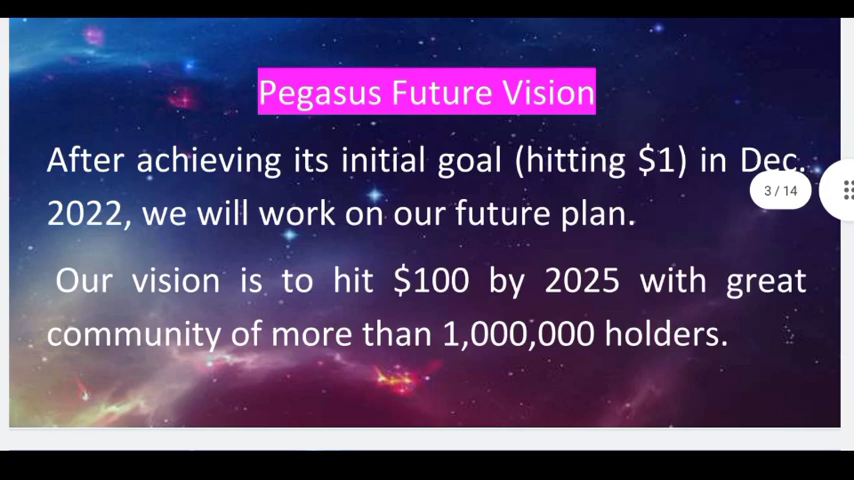 Pegasus Future Vision
After achieving its initial goal (hitting $1) in Dec.
3 / 14
2022, we will work on our future plan.
Our vision is to hit $100 by 2025 with great
community of more than 1,000,000 holders.